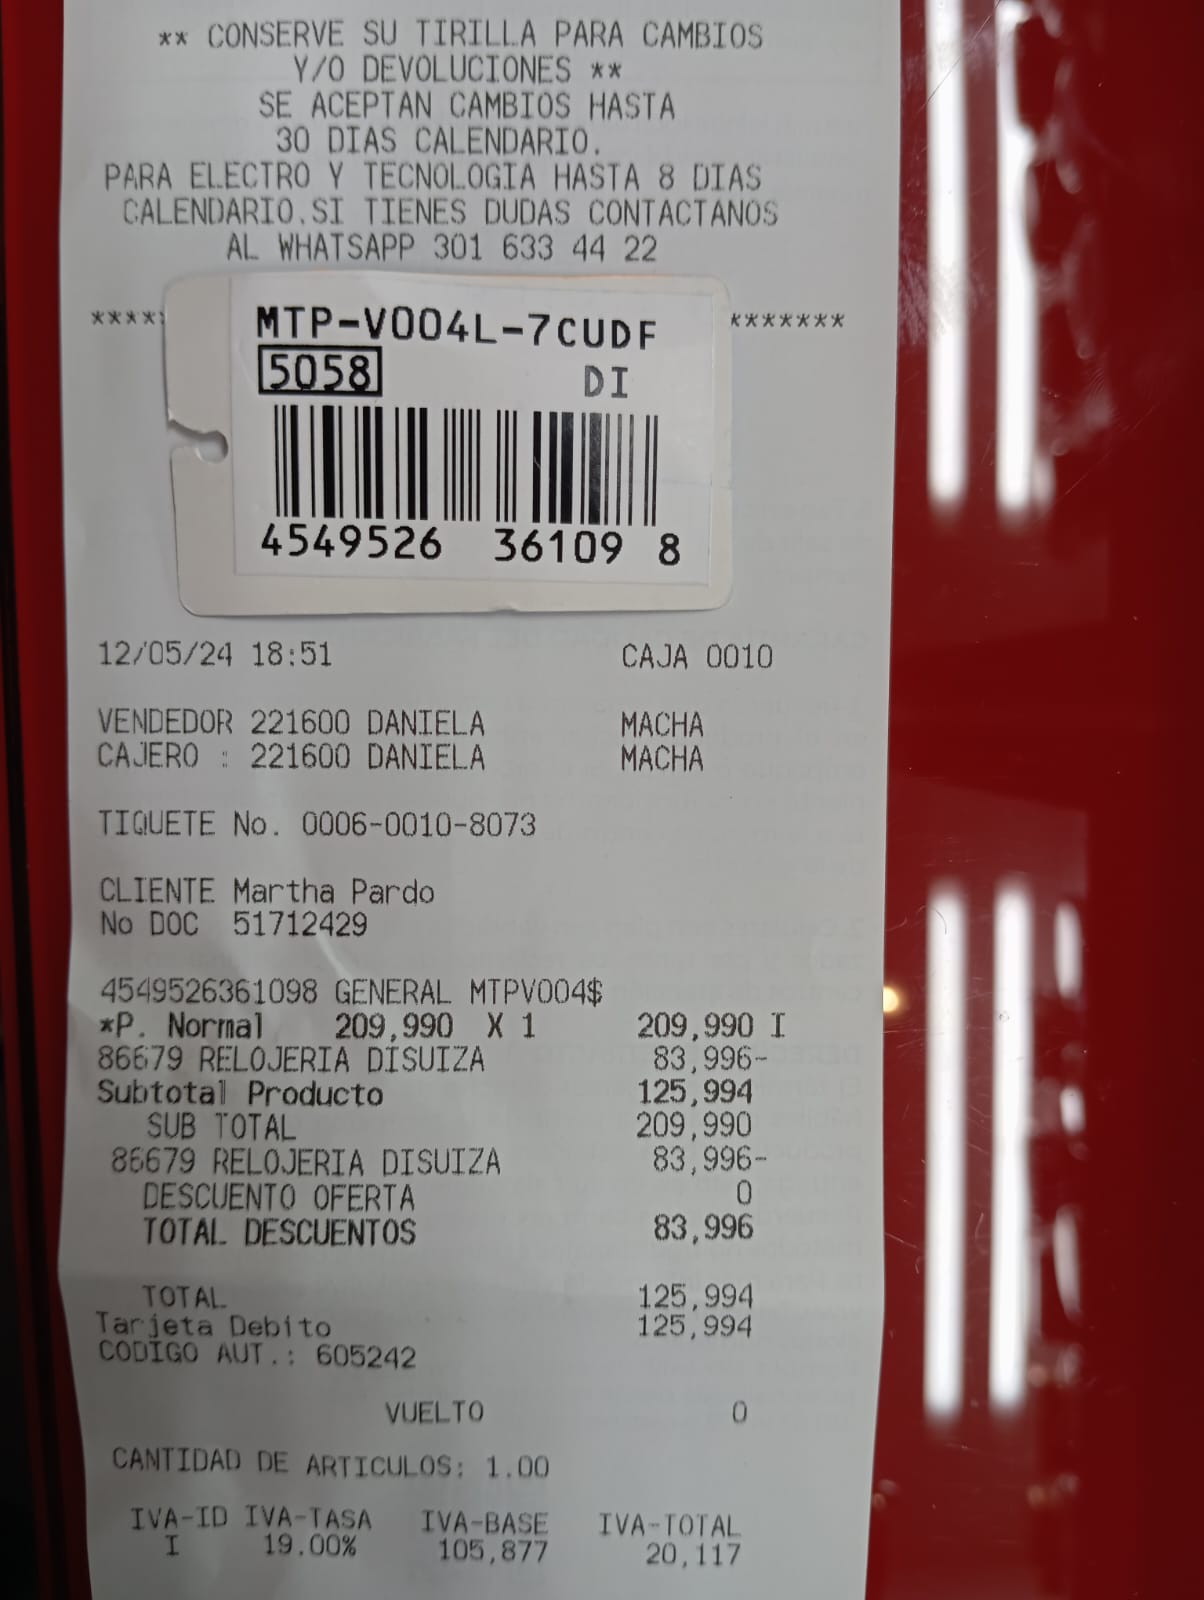 ** CONSERVE SU TIRILLA PARA CAMBIOS
Y/O DEVOLUCIONES **
SE ACEPTAN CAMBIOS HASTA
30 DIAS CALENDARIO.
PARA ELECTRO Y TECNOLOGIA HASTA 8 DIAS
CALENDARIO.SI TIENES DUDAS CONTACTANOS
AL WHATSAPP 301 633 44 22
***** *******
MTP-V004L-7CUDF
5058 DI
4549526 36109 8
12/05/24 18:51 CAJA 0010
VENDEDOR 221600 DANIELA MACHA
CAJERO : 221600 DANIELA MACHA
TIQUETE No. 0006-0010-8073
CLIENTE Martha Pardo
No DOC 51712429
4549526361098 GENERAL MTPV004$
*P. Normal 209,990 X 1 209,990 I
86679 RELOJERIA DISUIZA 83,996-
Subtotal Producto 125,994
SUB TOTAL 209,990
86679 RELOJERIA DISUIZA 83,996-
DESCUENTO OFERTA 0
TOTAL DESCUENTOS 83,996
TOTAL 125,994
Tarjeta Debito 125,994
CODIGO AUT.: 605242
VUELTO 0
CANTIDAD DE ARTICULOS: 1.00
IVA-ID IVA-TASA IVA-BASE IVA-TOTAL
I 19.00% 105,877 20,117